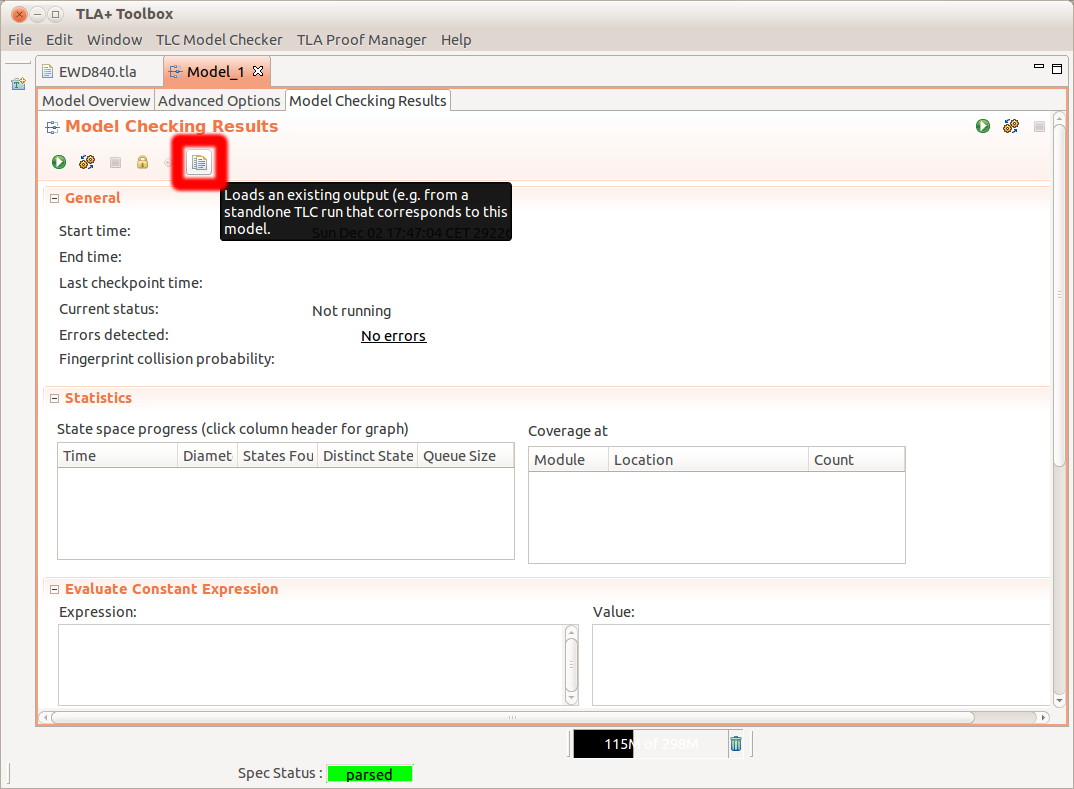 TLA+ Toolbox
File Edit Window TLC Model Checker TLA Proof Manager Help
EWD840.tla Model_1
Model Overview Advanced Options Model Checking Results
Model Checking Results
General
Loads an existing output (e.g. from a
standlone TLC run that corresponds to this
model.
Start time: Sun Dec 02 17:47:04 CET 2922
End time:
Last checkpoint time:
Current status: Not running
Errors detected: No errors
Fingerprint collision probability:
Statistics
State space progress (click column header for graph)
Coverage at
Time Diamet States Fou Distinct State Queue Size
Module Location Count
Evaluate Constant Expression
Expression: Value:
115M of 298M
Spec Status : parsed